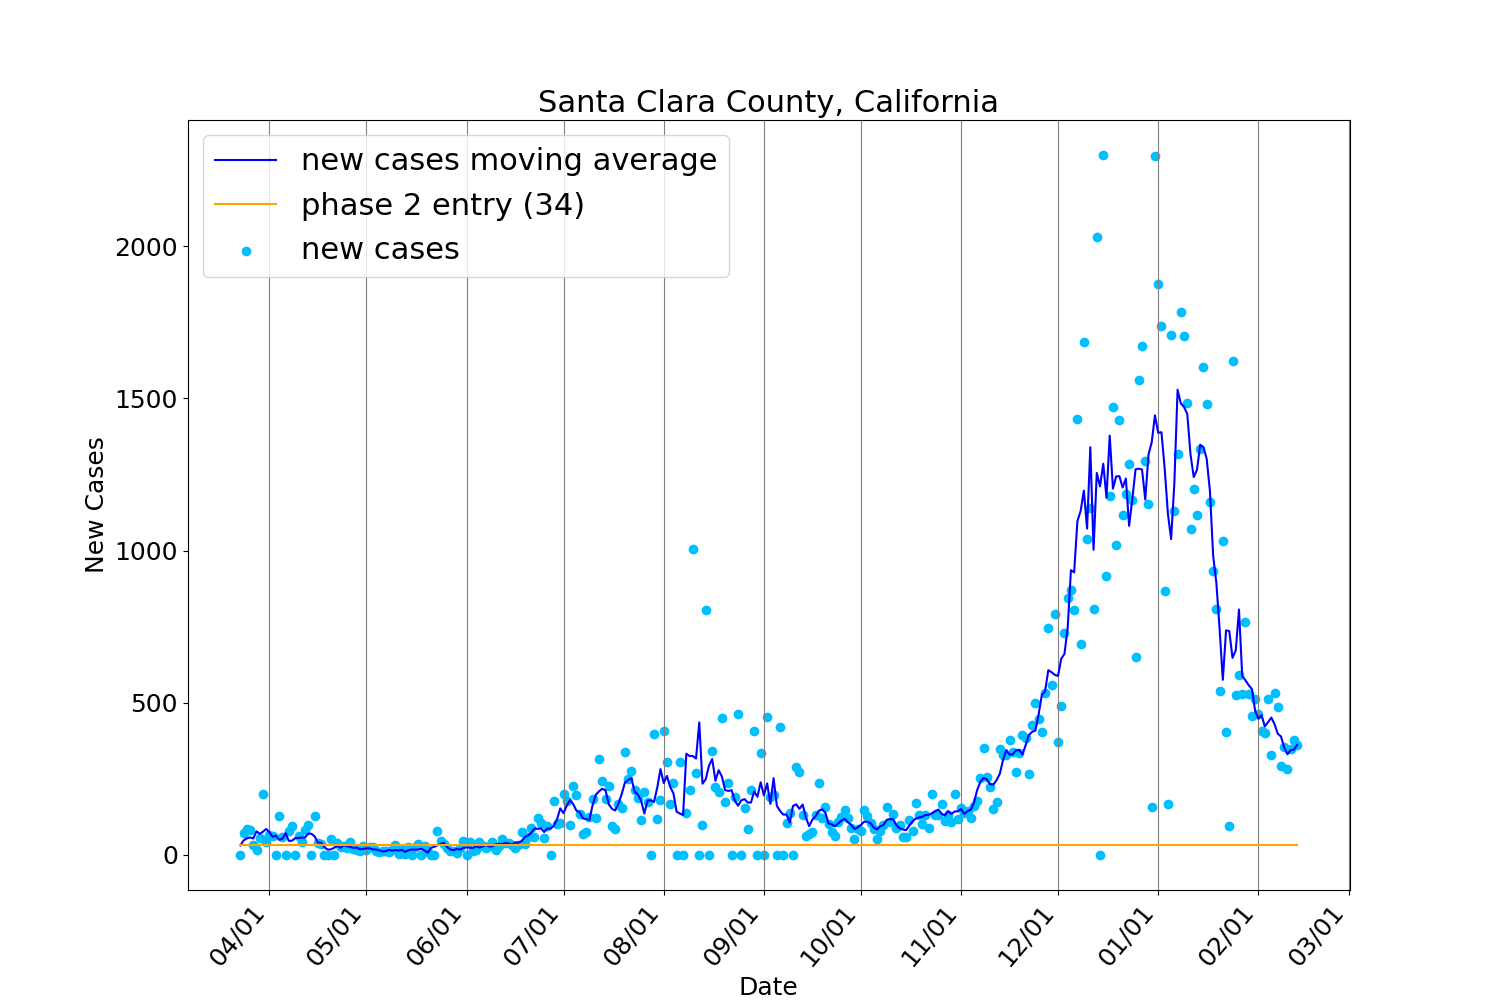 Santa Clara County, California
new cases moving average
phase 2 entry (34)
new cases
New Cases
2000
1500
1000
500
0
04/01
05/01
06/01
07/01
08/01
09/01
10/01
11/01
12/01
01/01
02/01
03/01
Date